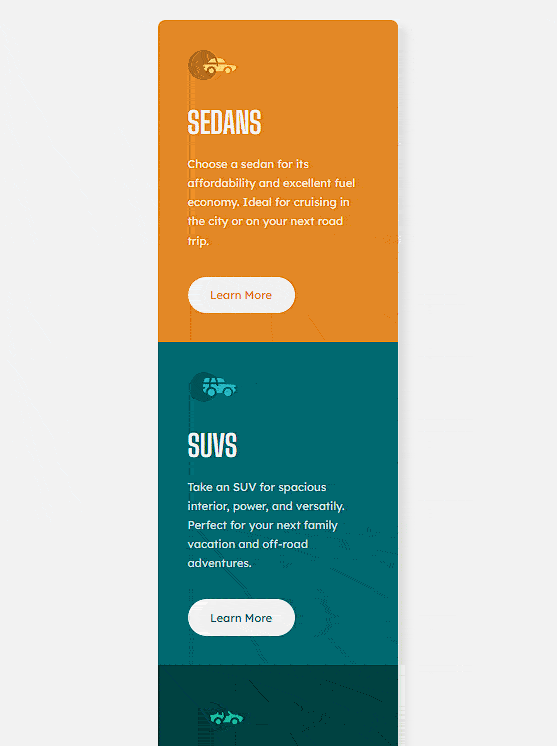 SEDANS
Choose a sedan for its
affordability and excellent fuel
economy. Ideal for cruising in
the city or on your next road
trip.
Learn More
SUVS
Take an SUV for spacious
interior, power, and versatily.
Perfect for your next family
vacation and off-road
adventures.
Learn More